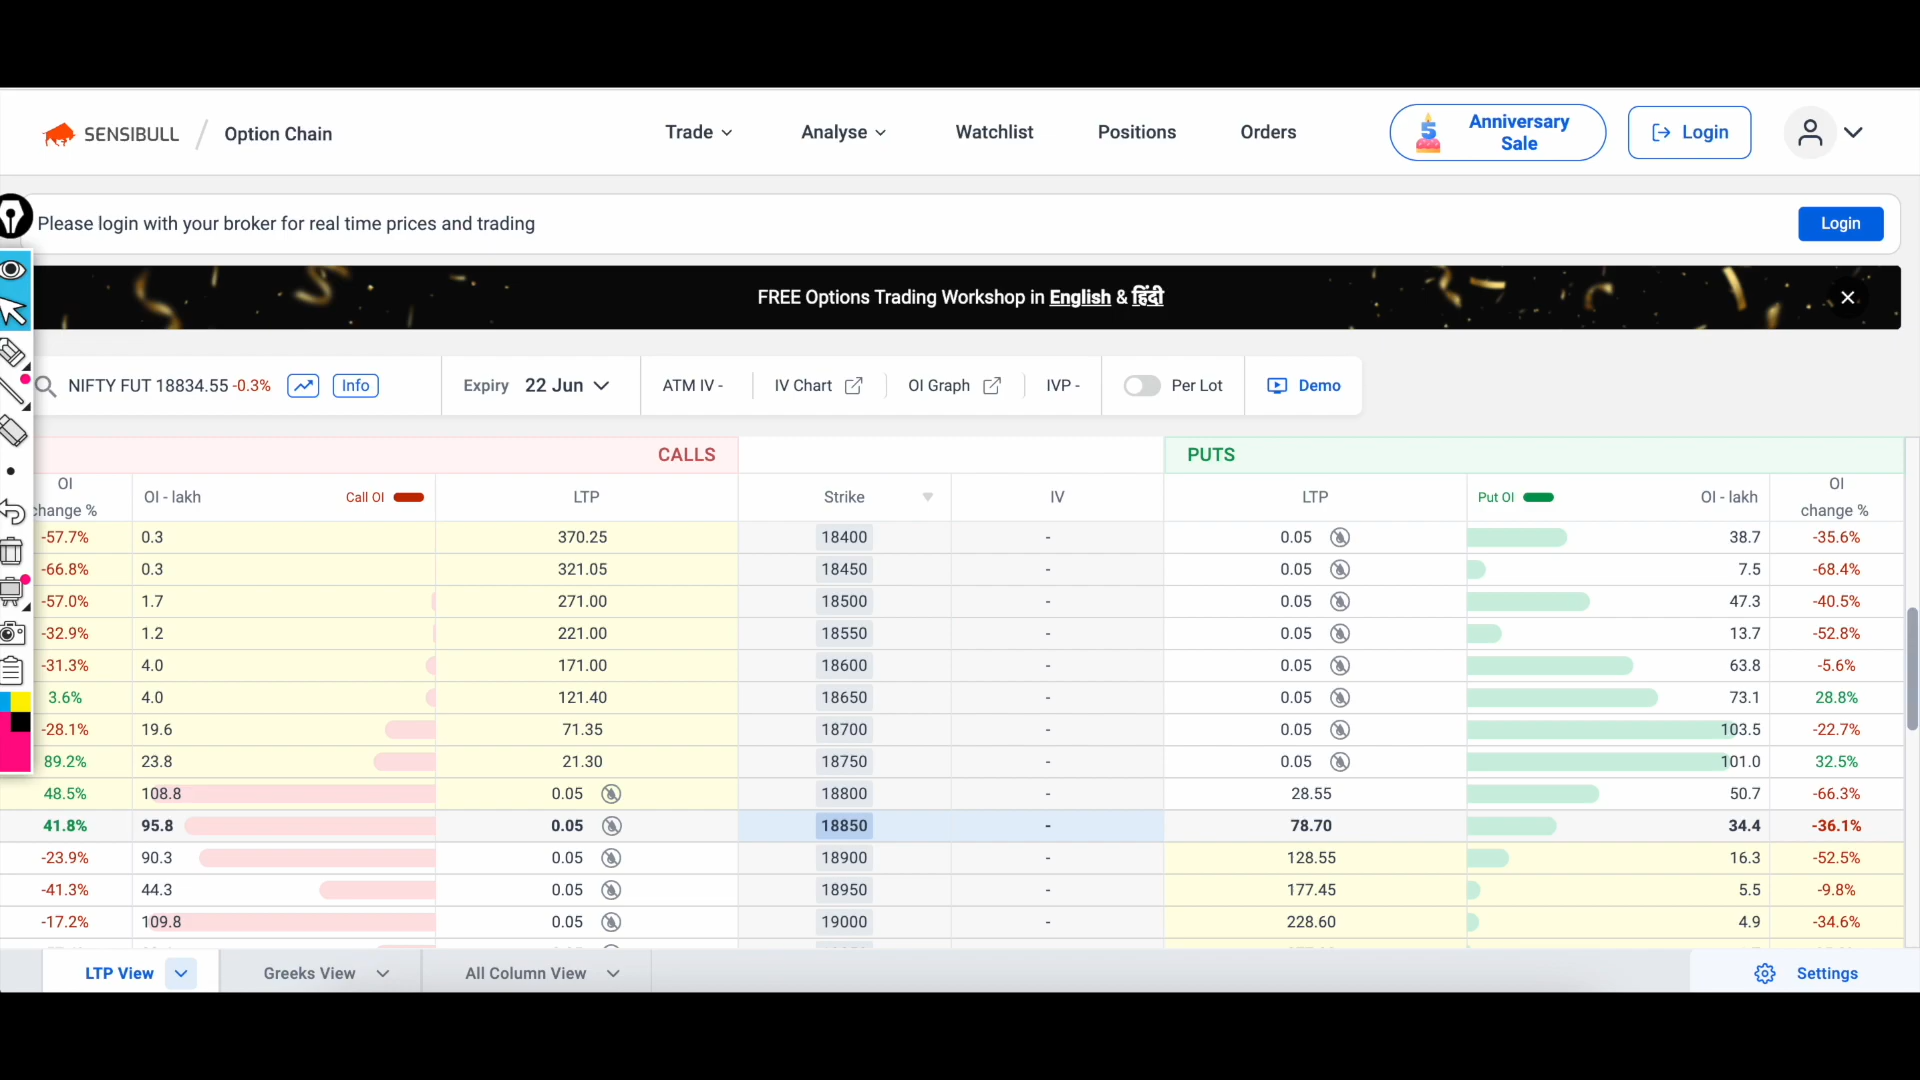 SENSIBULL / Option Chain Trade Analyse Watchlist Positions Orders 5 Anniversary Sale Login
Please login with your broker for real time prices and trading Login
FREE Options Trading Workshop in English & हिंदी
NIFTY FUT 18834.55 -0.3% Info Expiry 22 Jun ATM IV - IV Chart OI Graph IVP - Per Lot Demo
CALLS PUTS
OI change % OI - lakh Call OI LTP Strike IV LTP Put OI OI - lakh OI change %
-57.7% 0.3 370.25 18400 - 0.05 38.7 -35.6%
-66.8% 0.3 321.05 18450 - 0.05 7.5 -68.4%
-57.0% 1.7 271.00 18500 - 0.05 47.3 -40.5%
-32.9% 1.2 221.00 18550 - 0.05 13.7 -52.8%
-31.3% 4.0 171.00 18600 - 0.05 63.8 -5.6%
3.6% 4.0 121.40 18650 - 0.05 73.1 28.8%
-28.1% 19.6 71.35 18700 - 0.05 103.5 -22.7%
89.2% 23.8 21.30 18750 - 0.05 101.0 32.5%
48.5% 108.8 0.05 18800 - 28.55 50.7 -66.3%
41.8% 95.8 0.05 18850 - 78.70 34.4 -36.1%
-23.9% 90.3 0.05 18900 - 128.55 16.3 -52.5%
-41.3% 44.3 0.05 18950 - 177.45 5.5 -9.8%
-17.2% 109.8 0.05 19000 - 228.60 4.9 -34.6%
LTP View Greeks View All Column View Settings